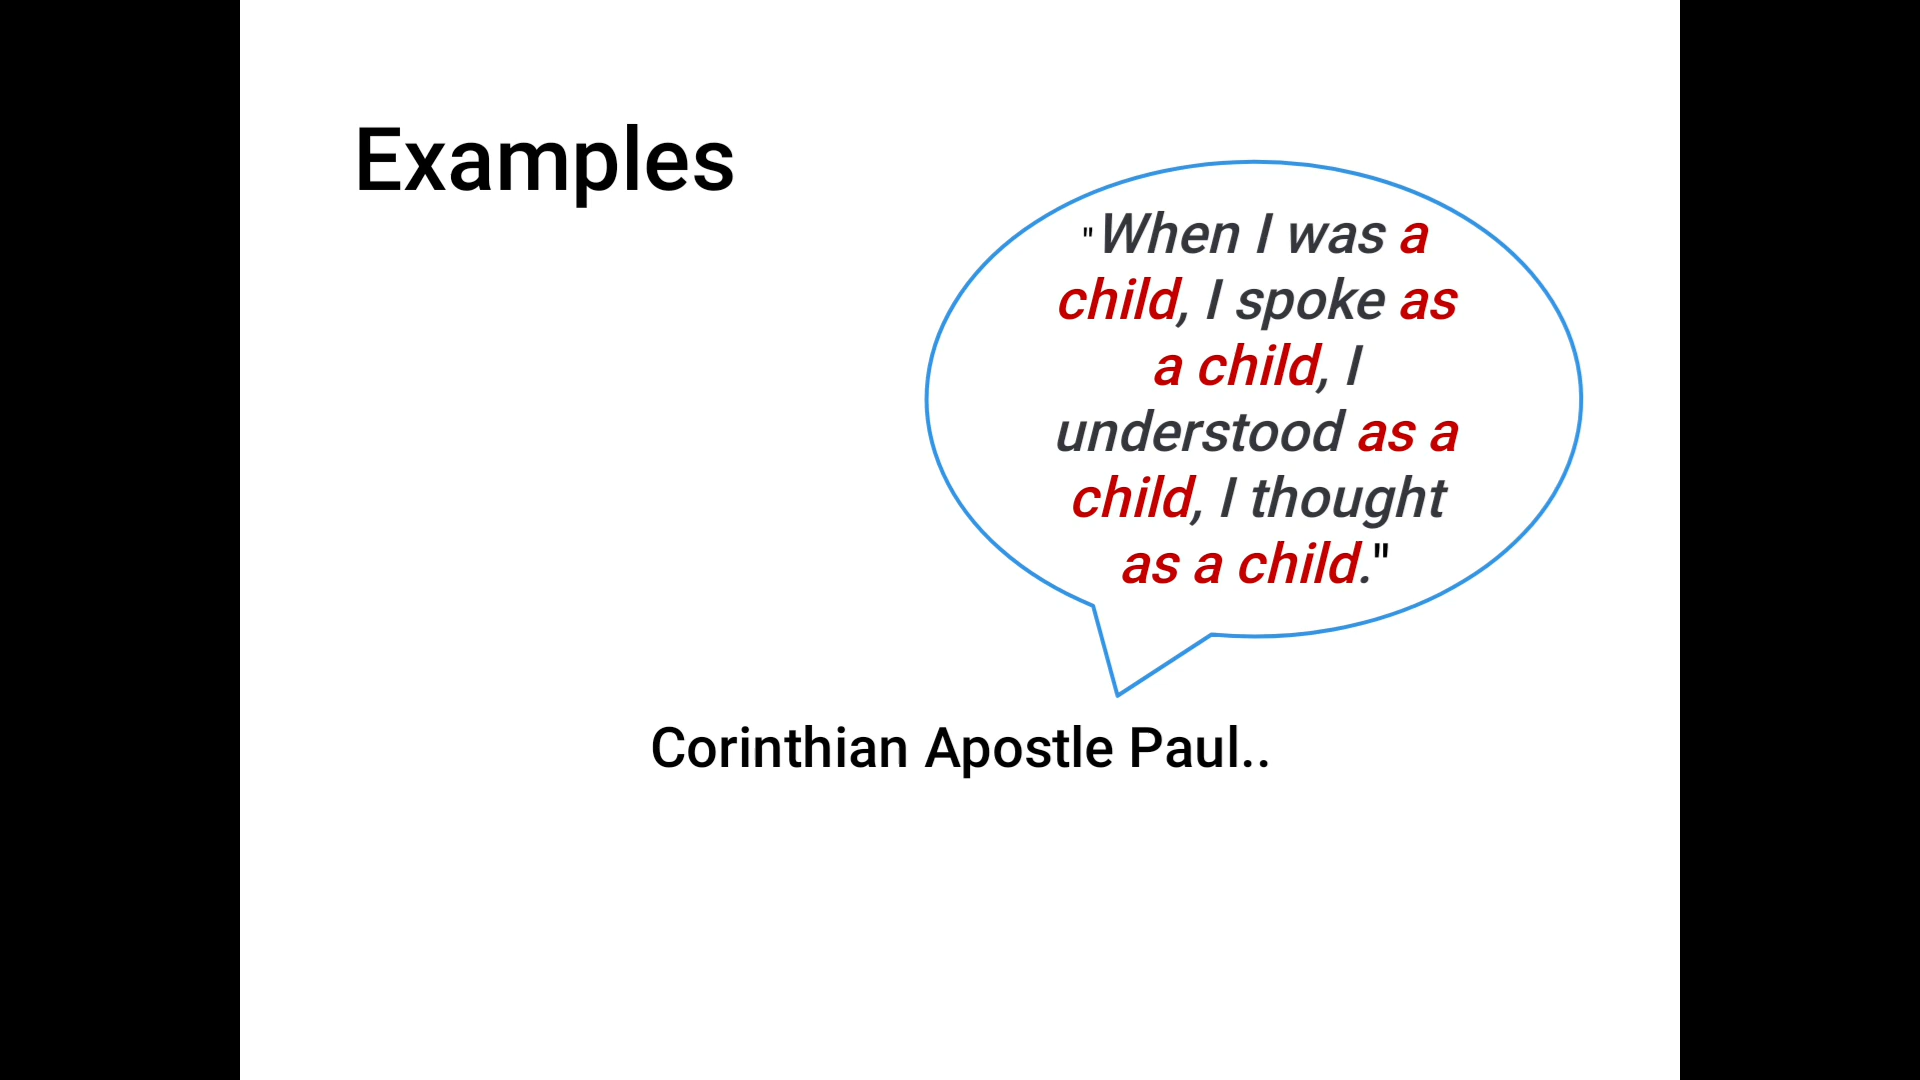 Examples
"When I was a
child, I spoke as
a child, I
understood as a
child, I thought
as a child."
Corinthian Apostle Paul..